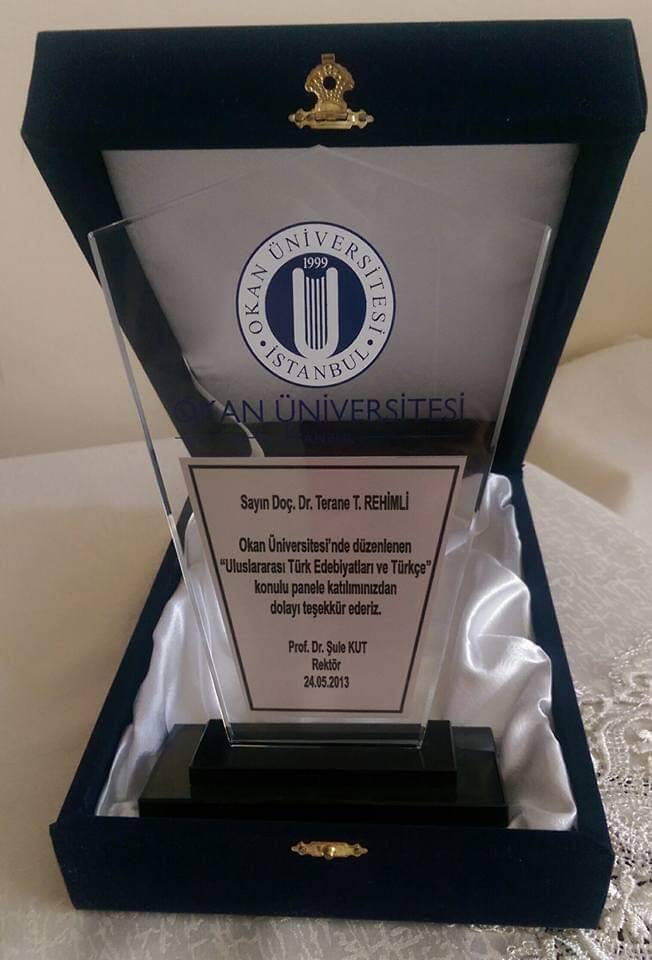 OKAN ÜNİVERSİTESİ
1999
• İSTANBUL •
OKAN ÜNİVERSİTESİ
Sayın Doç. Dr. Terane T. REHİMLİ
Okan Üniversitesi'nde düzenlenen
“Uluslararası Türk Edebiyatları ve Türkçe”
konulu panele katılımınızdan
dolayı teşekkür ederiz.
Prof. Dr. Şule KUT
Rektör
24.05.2013